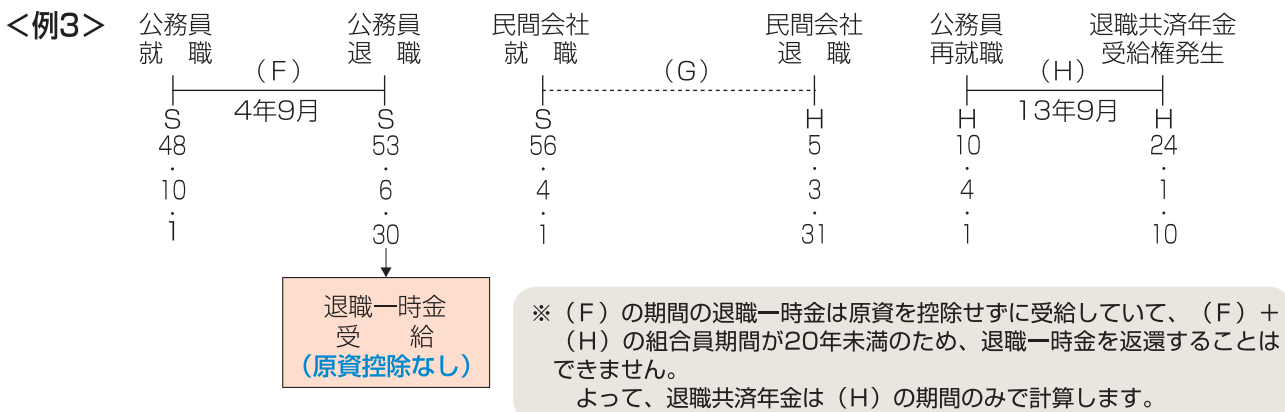 <例3>
公務員
就　職
公務員
退　職
民間会社
就　職
民間会社
退　職
公務員
再就職
退職共済年金
受給権発生
（F）
（G）
（H）
4年9月
13年9月
S
48
・
10
・
1
S
53
・
6
・
30
S
56
・
4
・
1
H
5
・
3
・
31
H
10
・
4
・
1
H
24
・
1
・
10
退職一時金
受　　給
（原資控除なし）
※（F）の期間の退職一時金は原資を控除せずに受給していて、（F）＋
（H）の組合員期間が20年未満のため、退職一時金を返還することは
できません。
よって、退職共済年金は（H）の期間のみで計算します。